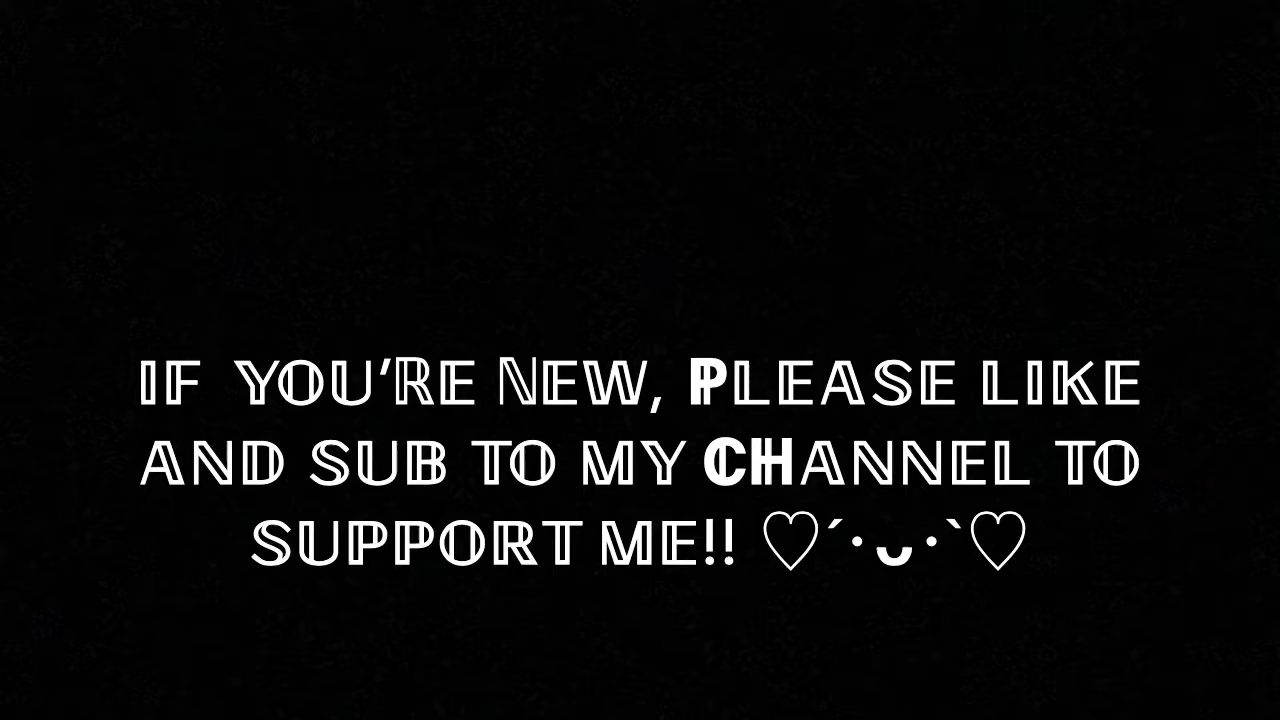 IF YOU'RE NEW, PLEASE LIKE
AND SUB TO MY CHANNEL TO
SUPPORT ME!! ♡´･ᴗ･`♡